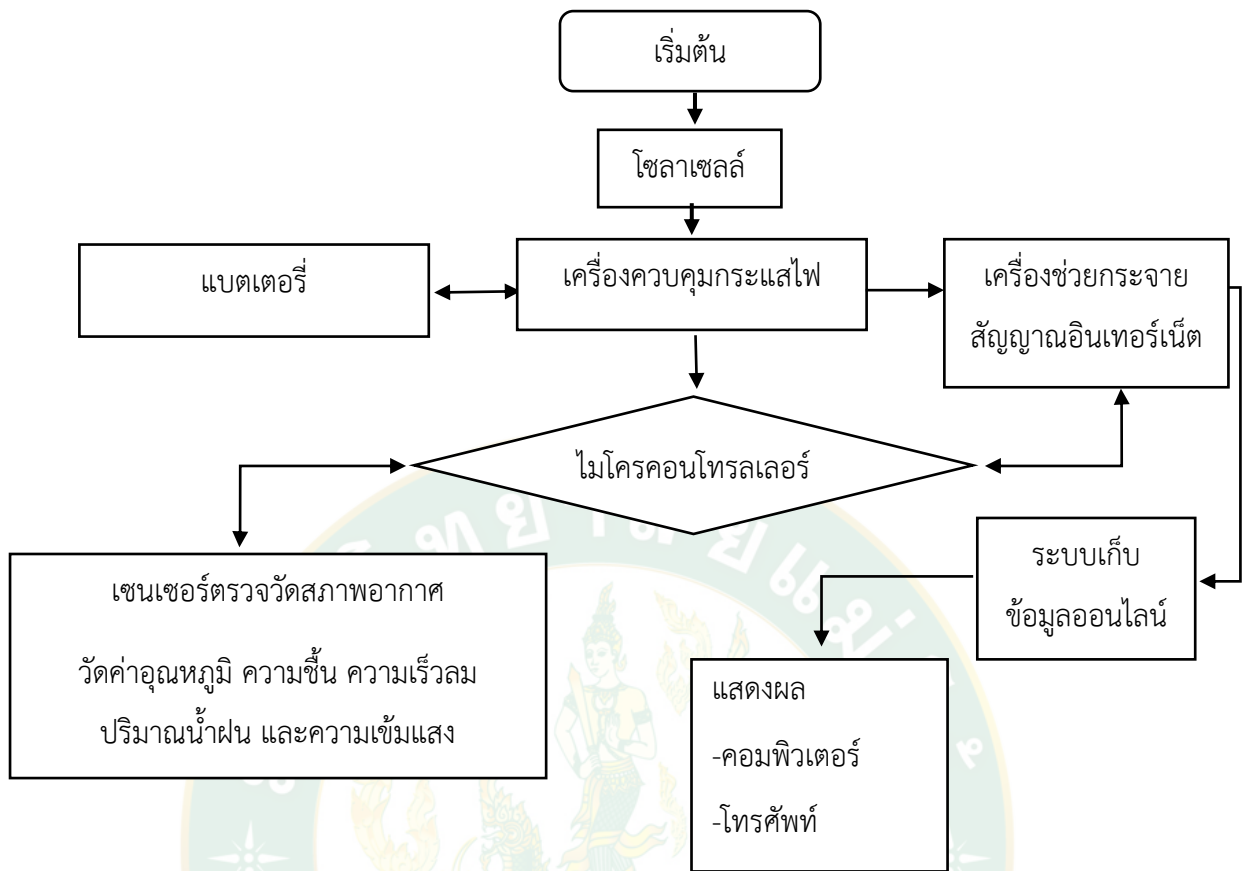 เริ่มต้น
โซลาเซลล์
แบตเตอรี่
เครื่องควบคุมกระแสไฟ
เครื่องช่วยกระจาย
สัญญาณอินเทอร์เน็ต
ไมโครคอนโทรลเลอร์
เซนเซอร์ตรวจวัดสภาพอากาศ
วัดค่าอุณหภูมิ ความชื้น ความเร็วลม
ปริมาณน้ำฝน และความเข้มแสง
ระบบเก็บ
ข้อมูลออนไลน์
แสดงผล
-คอมพิวเตอร์
-โทรศัพท์